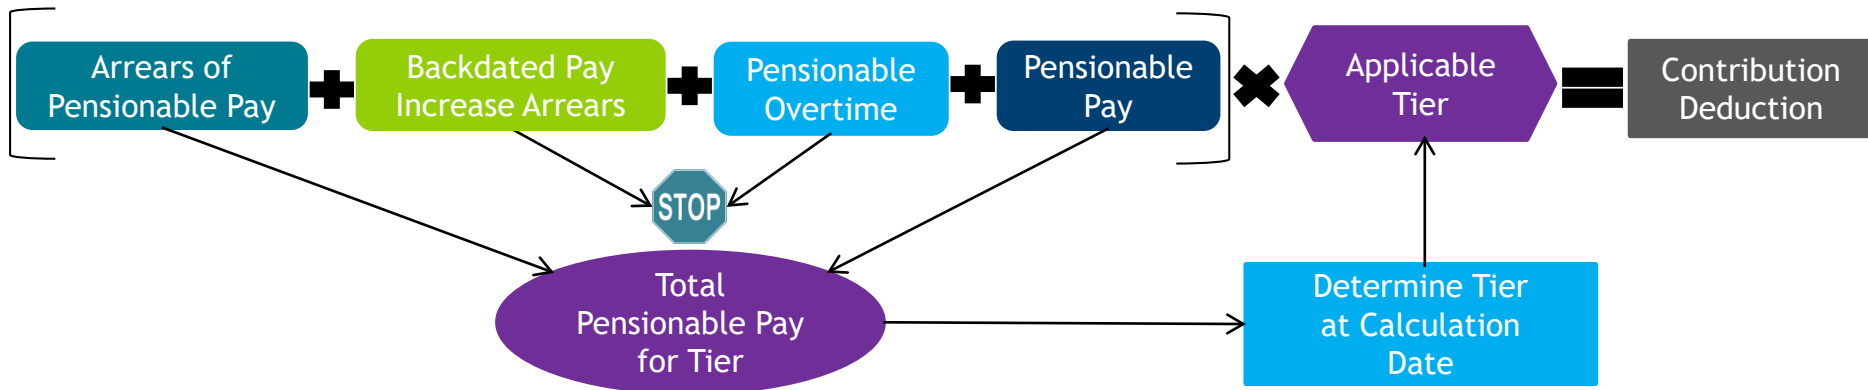 Arrears of
Pensionable Pay
Backdated Pay
Increase Arrears
Pensionable
Overtime
Pensionable
Pay
Applicable
Tier
Contribution
Deduction
STOP
Total
Pensionable Pay
for Tier
Determine Tier
at Calculation
Date